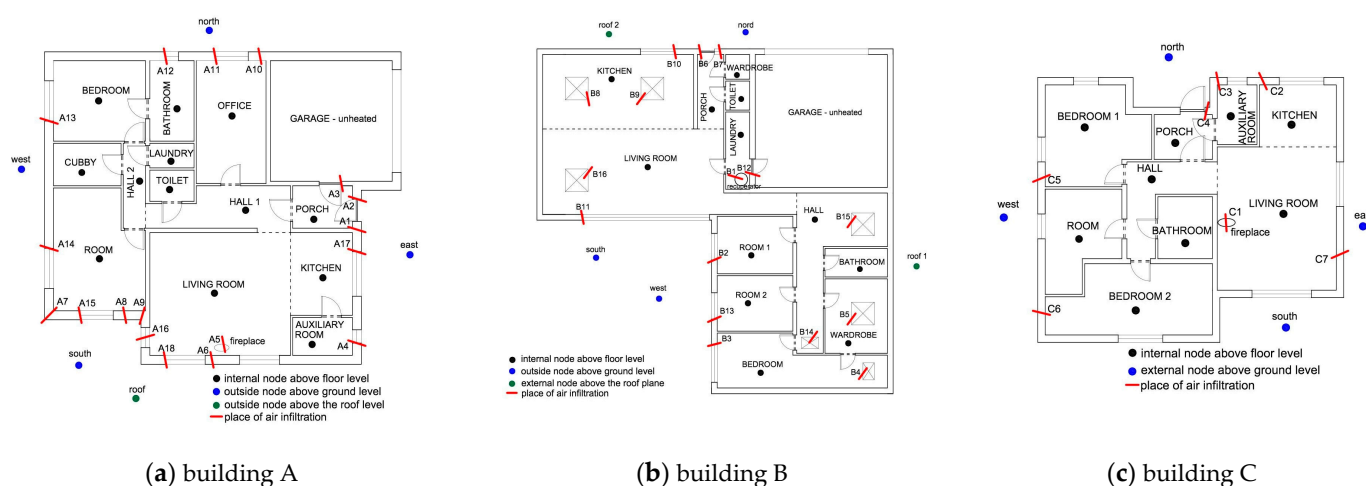 north
A12
A11
A10
BEDROOM
BATHROOM
OFFICE
GARAGE - unheated
A13
west
CUBBY
LAUNDRY
HALL 2
TOILET
A3
A2
HALL 1
PORCH
A1
A14
ROOM
A17
east
KITCHEN
LIVING ROOM
A7
A15
A8
A9
A16
AUXILIARY
ROOM
A5
fireplace
A18
A6
A4
south
roof
internal node above floor level
outside node above ground level
outside node above the roof level
place of air infiltration
(a) building A
roof 2
nord
B10
B6
B7
KITCHEN
WARDROBE
B8
B9
PORCH
TOILET
GARAGE - unheated
LAUNDRY
LIVING ROOM
B16
B1
B12
recuperator
B11
HALL
B15
south
ROOM 1
B2
BATHROOM
roof 1
west
ROOM 2
B13
B5
B14
WARDROBE
B3
BEDROOM
B4
internal node above floor level
outside node above ground level
external node above the roof plane
place of air infiltration
(b) building B
north
C3
C2
C4
BEDROOM 1
PORCH
AUXILIARY
ROOM
KITCHEN
HALL
C5
west
ROOM
C1
LIVING ROOM
fireplace
BATHROOM
eas
C7
C6
BEDROOM 2
south
internal node above floor level
external node above ground level
place of air infiltration
(c) building C